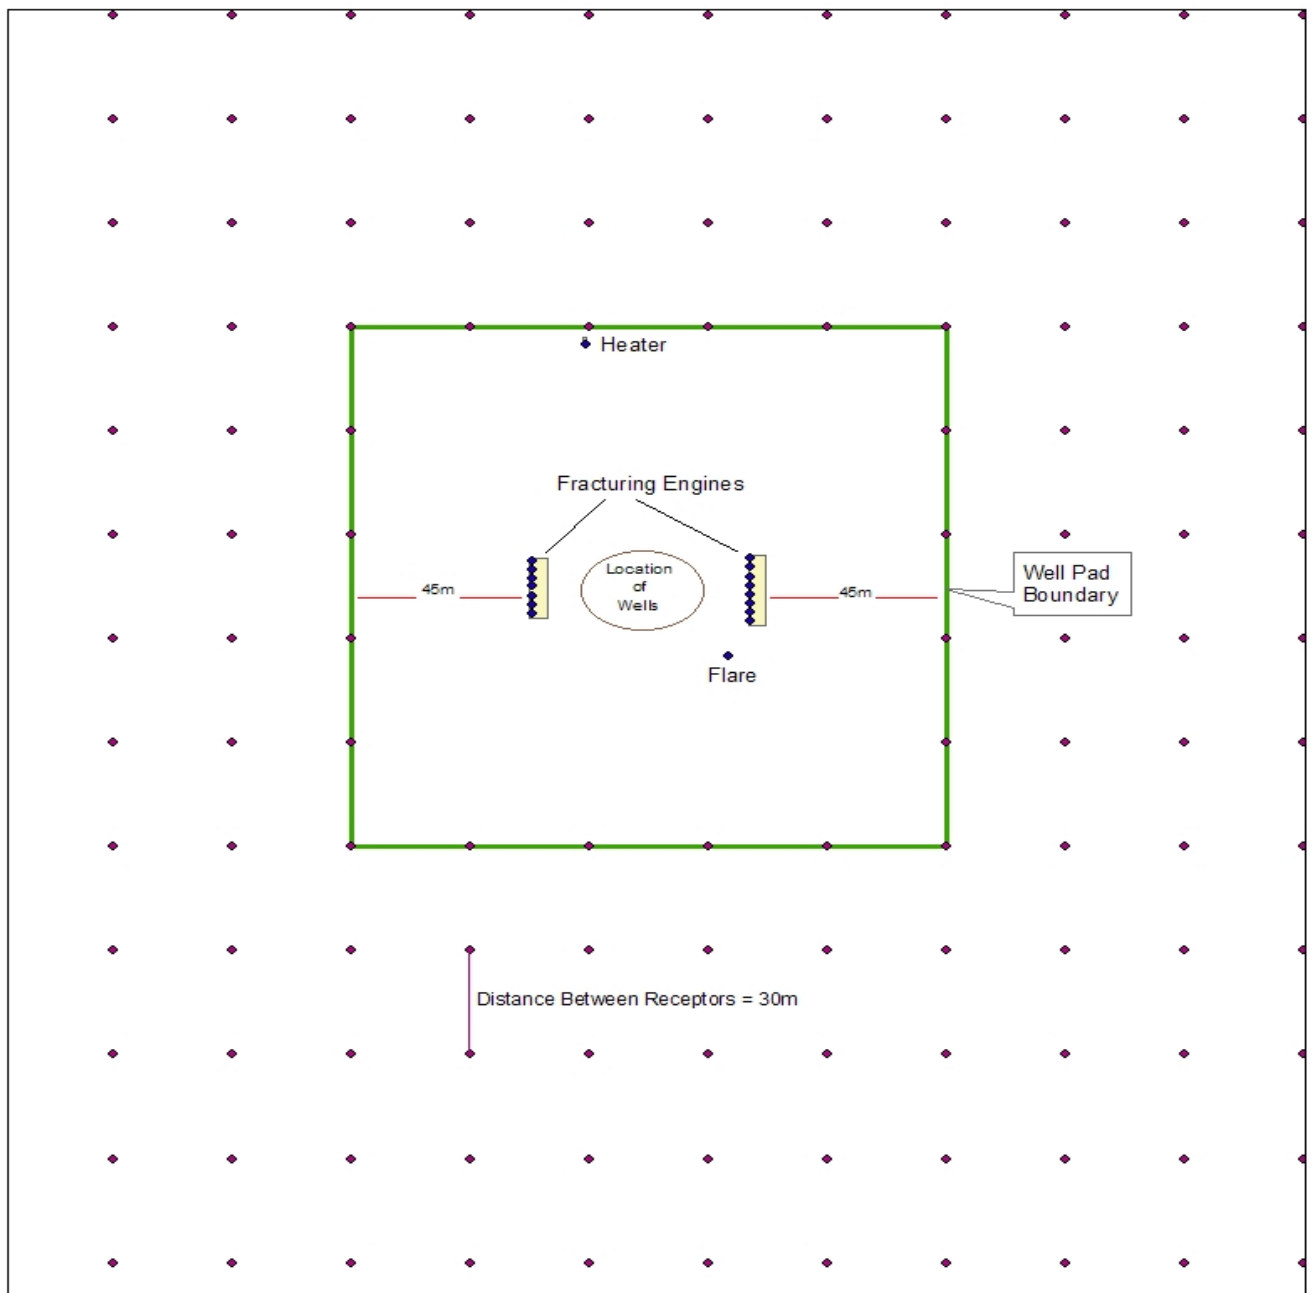 Heater
Fracturing Engines
Location
of
Wells
45m
45m
Well Pad
Boundary
Flare
Distance Between Receptors = 30m